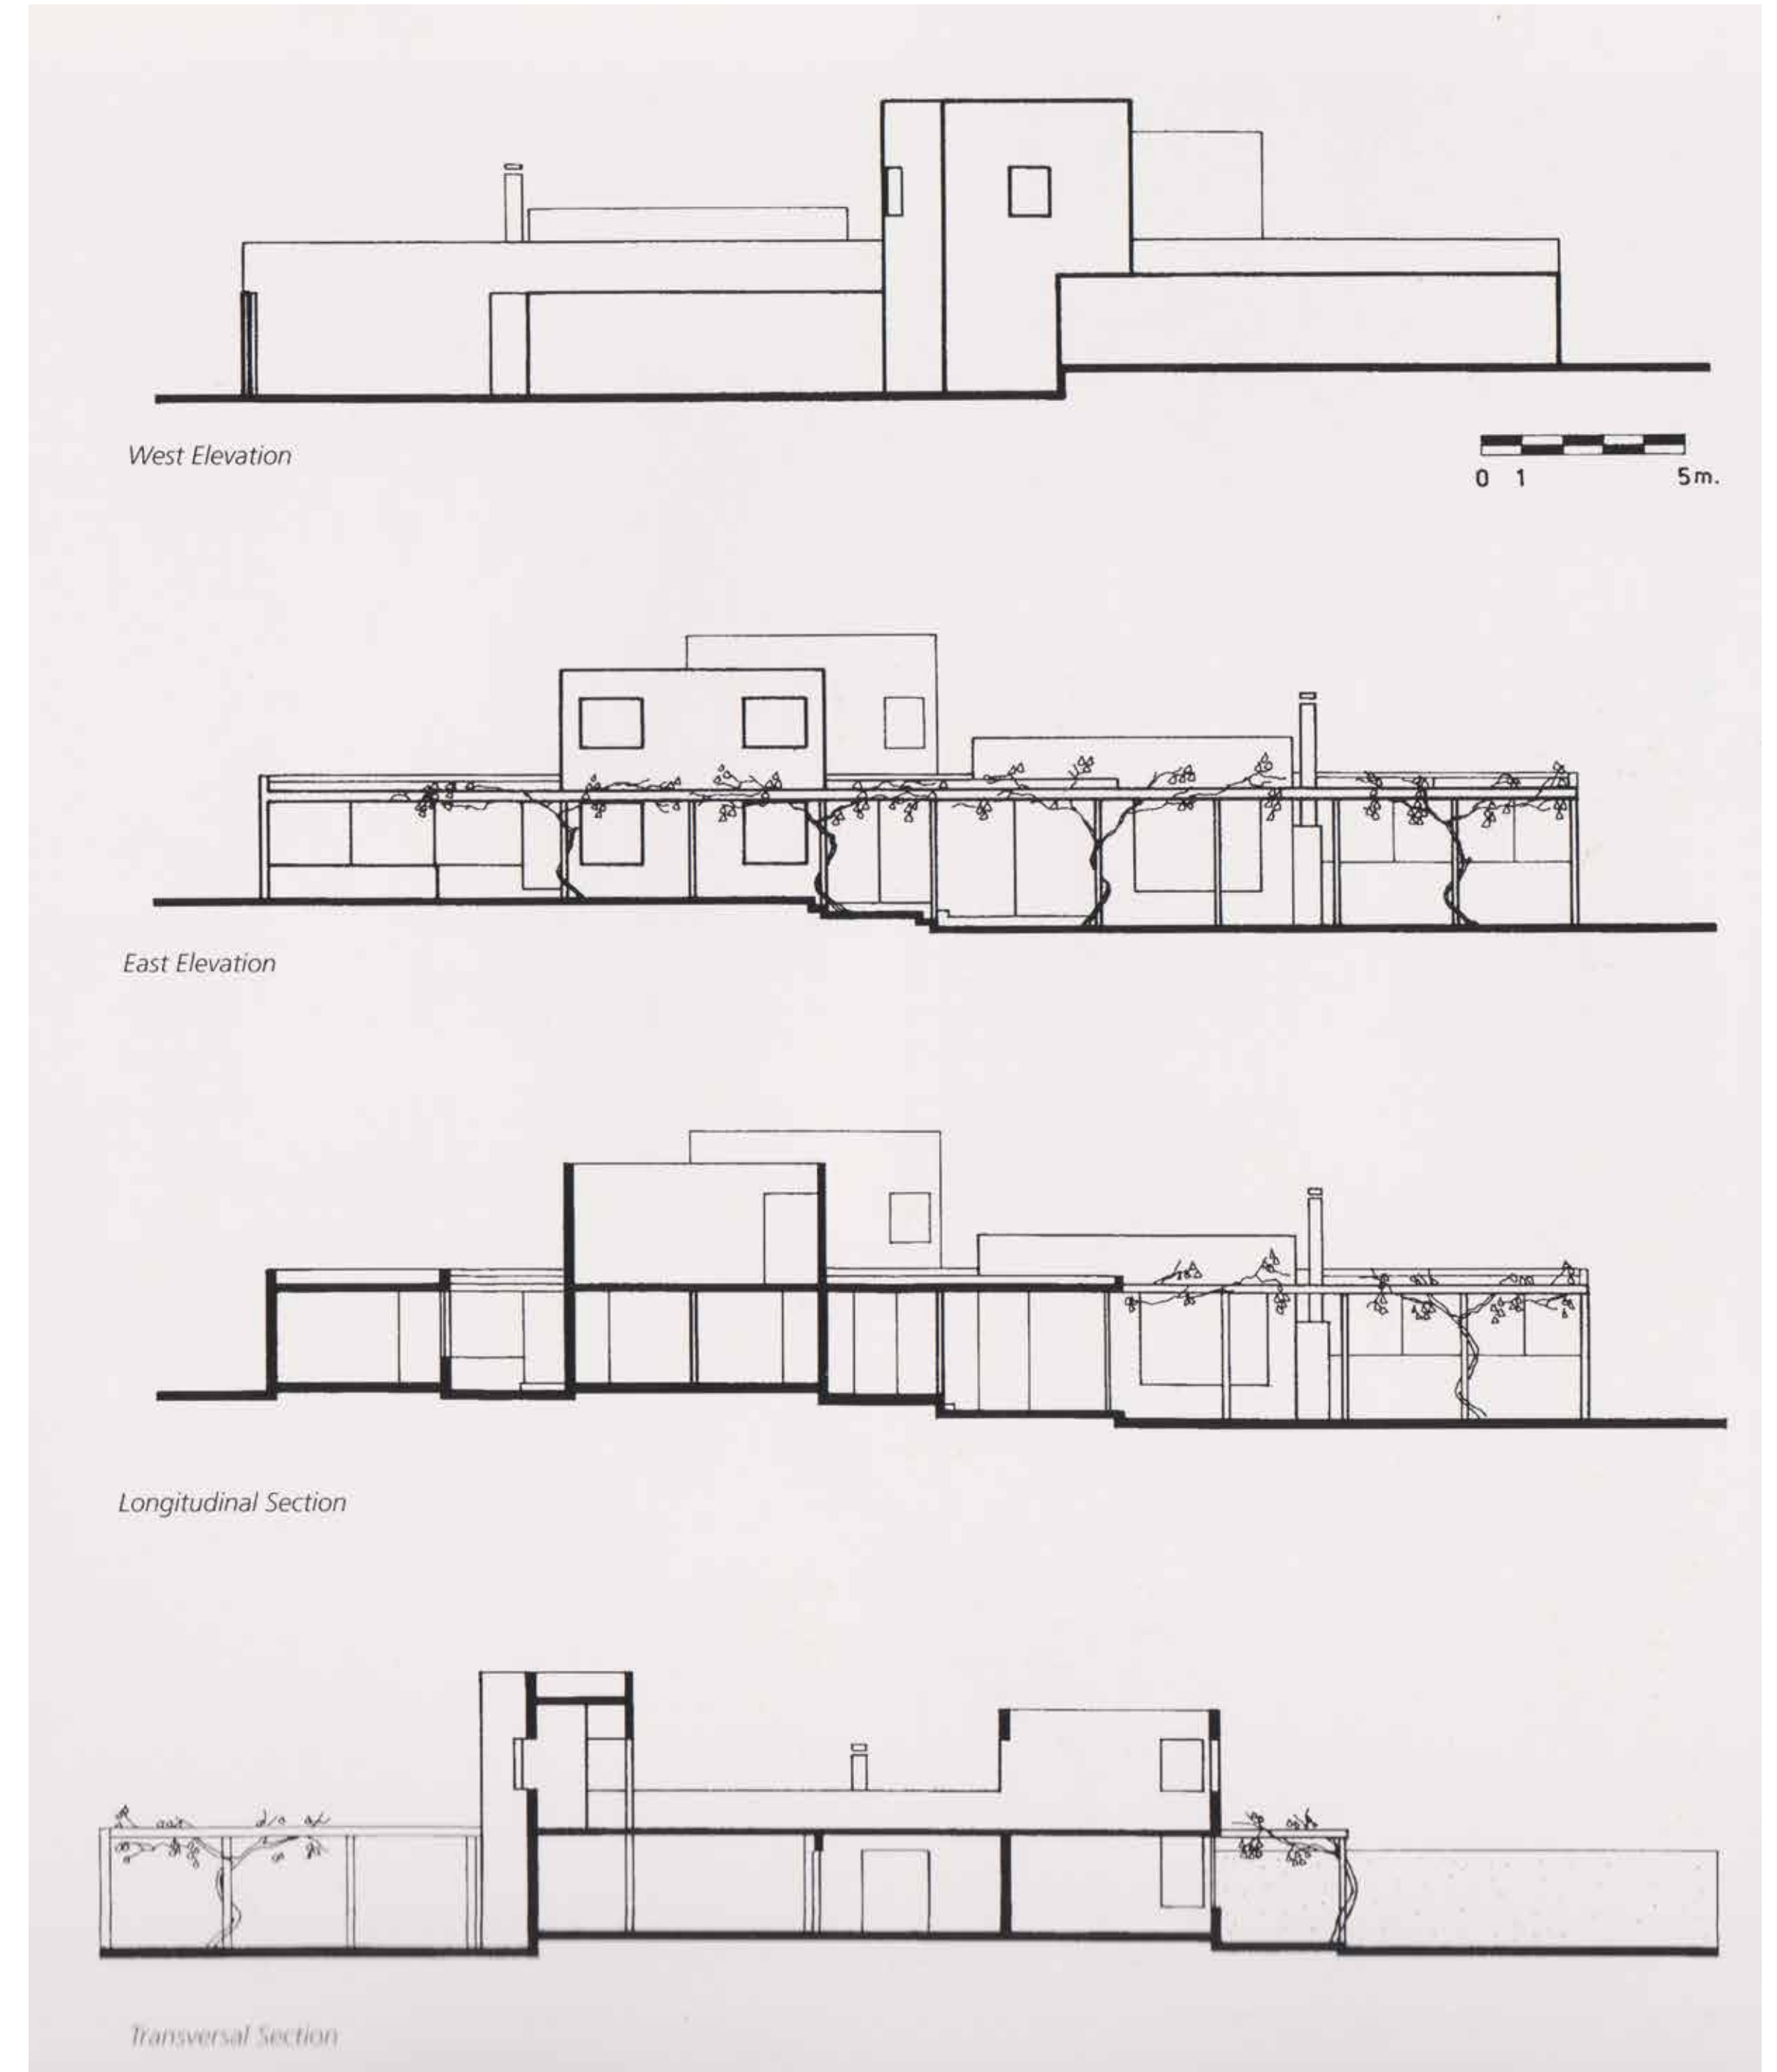 West Elevation
0 1 5m.
East Elevation
Longitudinal Section
Transversal Section